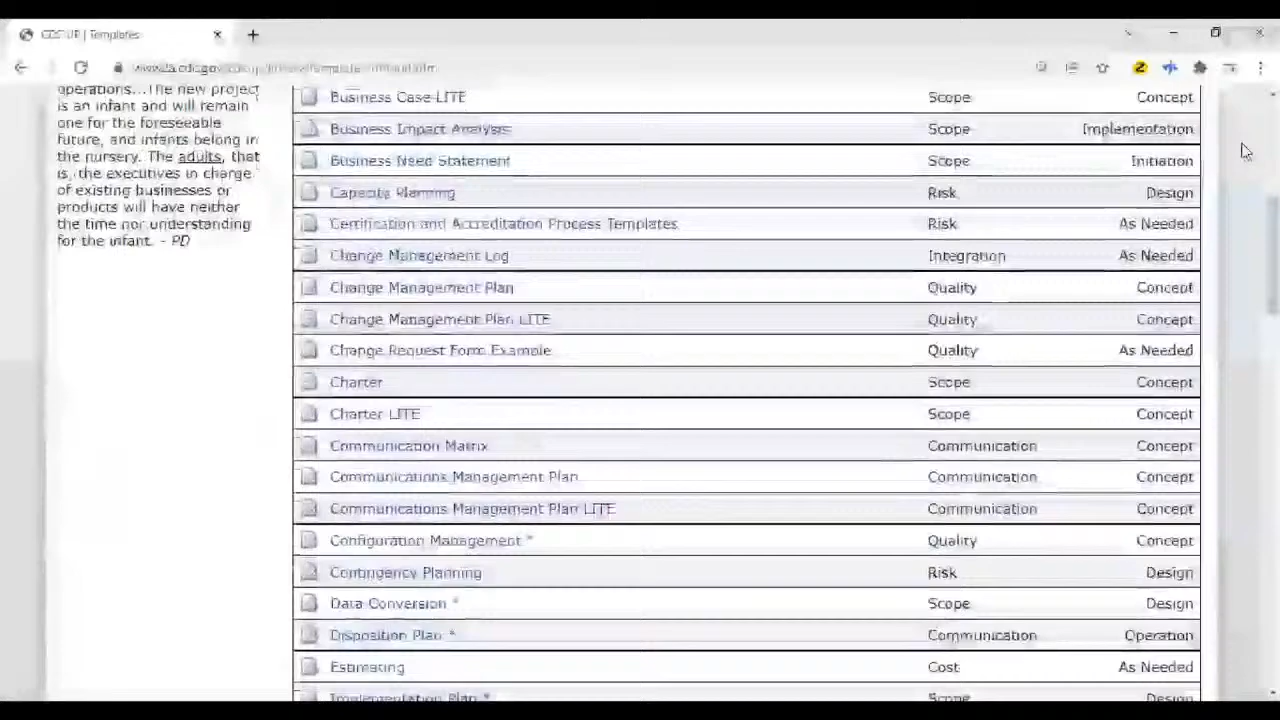 CDC UP | Templates
operations...The new project
is an infant and will remain
one for the foreseeable
future, and infants belong in
the nursery. The adults, that
is, the executives in charge
of existing businesses or
products will have neither
the time nor understanding
for the infant. - PD
Business Case LITE Scope Concept
Business Impact Analysis Scope Implementation
Business Need Statement Scope Initiation
Capacity Planning Risk Design
Certification and Accreditation Process Templates Risk As Needed
Change Management Log Integration As Needed
Change Management Plan Quality Concept
Change Management Plan LITE Quality Concept
Change Request Form Example Quality As Needed
Charter Scope Concept
Charter LITE Scope Concept
Communication Matrix Communication Concept
Communications Management Plan Communication Concept
Communications Management Plan LITE Communication Concept
Configuration Management * Quality Concept
Contingency Planning Risk Design
Data Conversion * Scope Design
Disposition Plan * Communication Operation
Estimating Cost As Needed
Implementation Plan * Scope Design